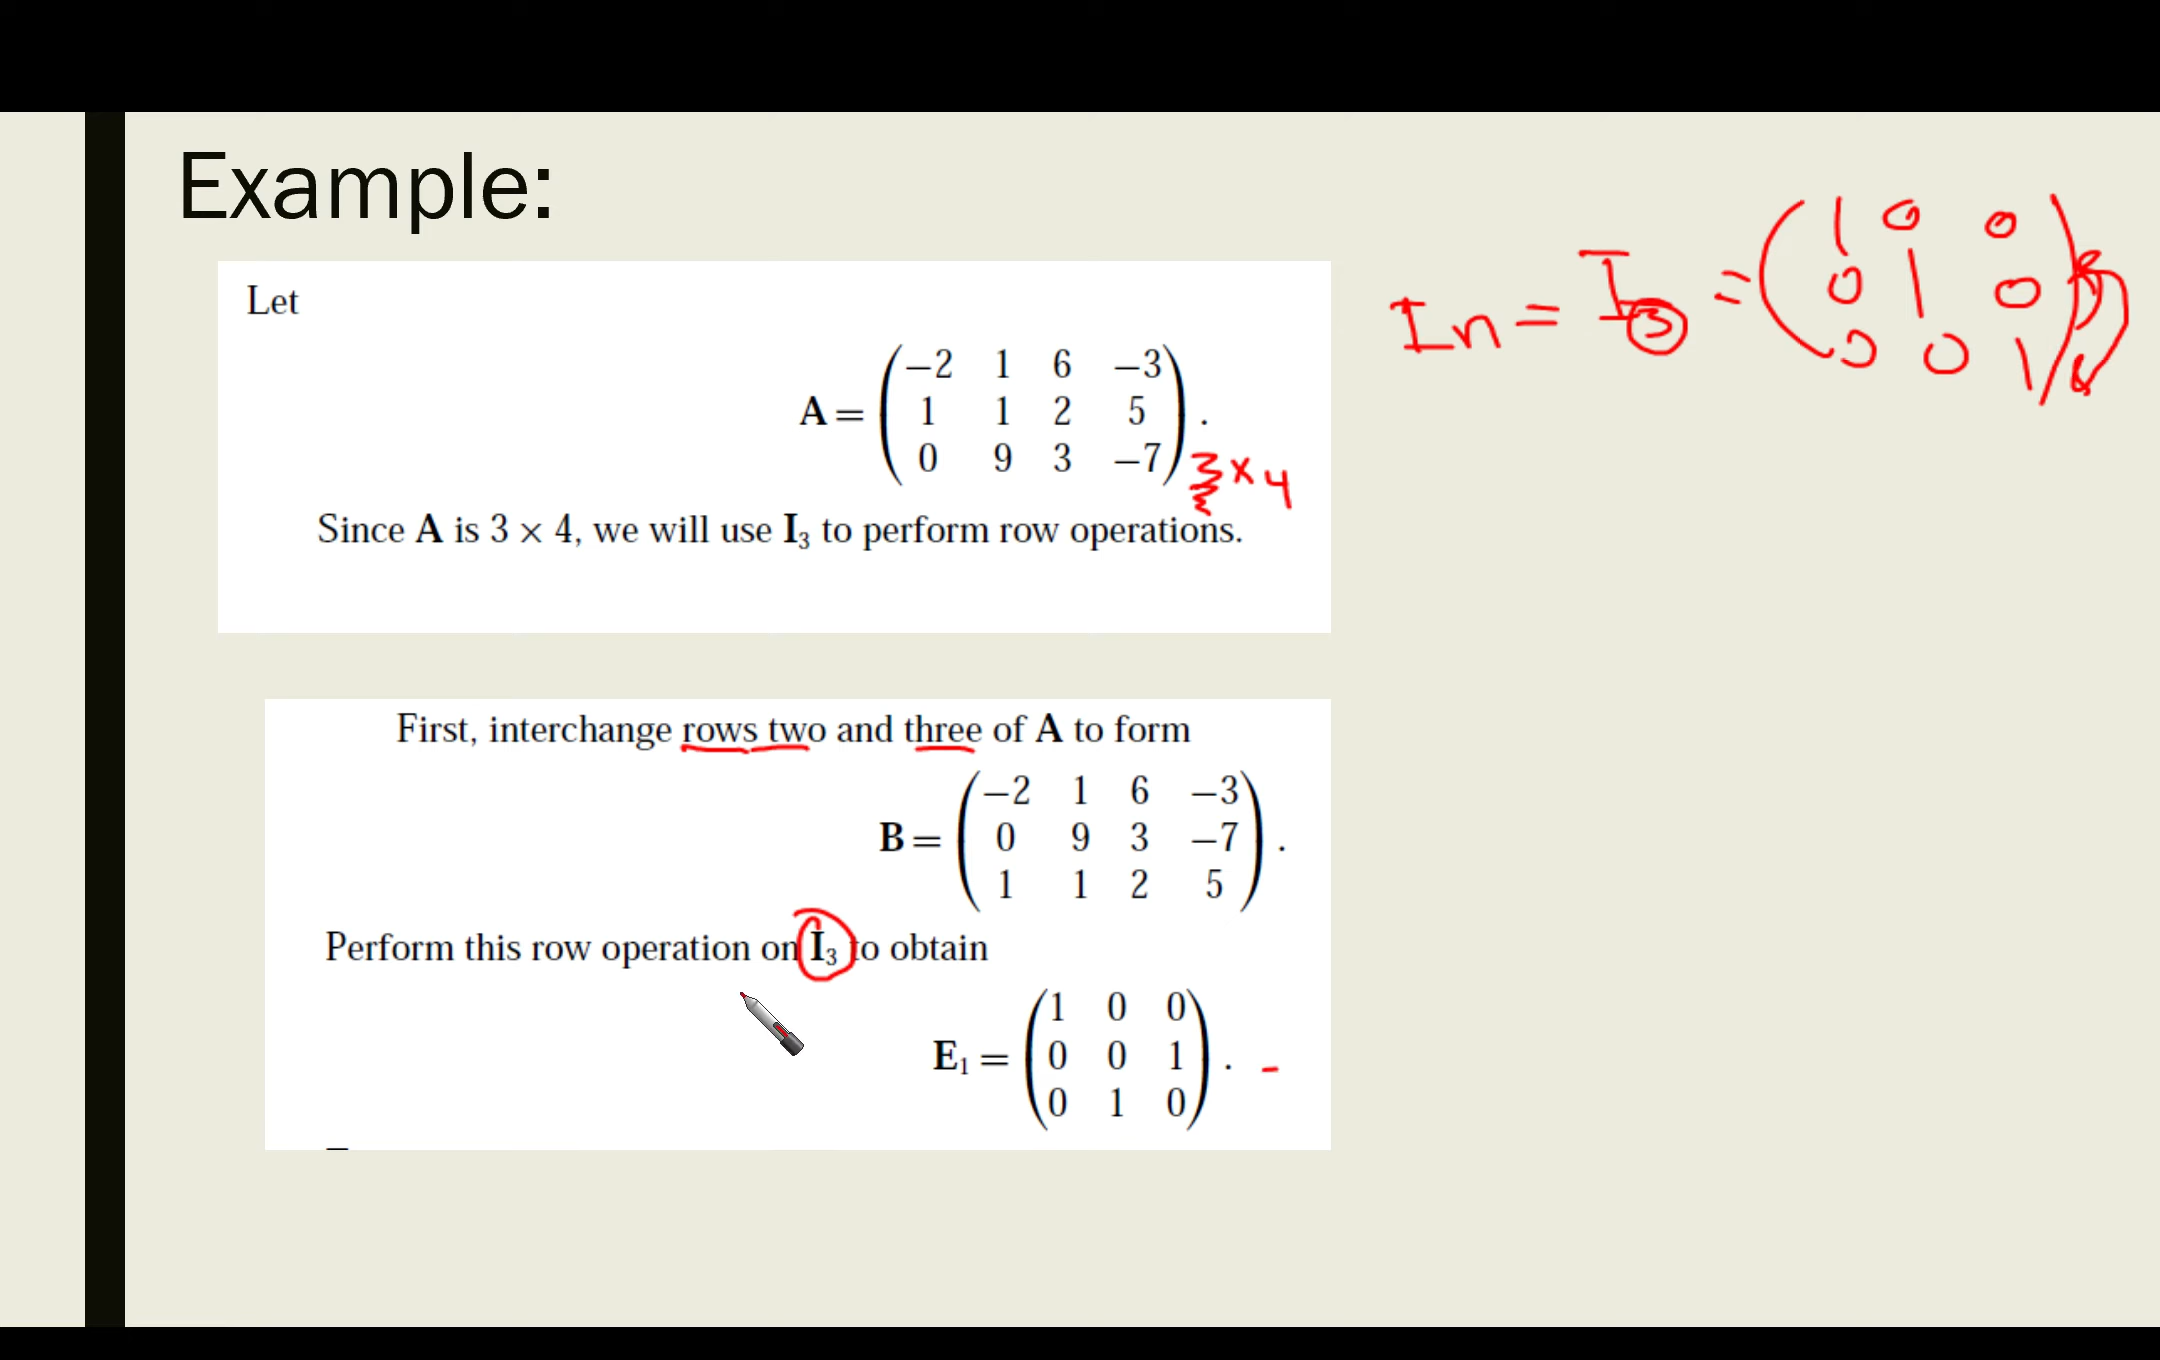 Example:
Let
A = (−2 1 6 −3
1 1 2 5
0 9 3 −7).
3 × 4
Since A is 3 × 4, we will use I₃ to perform row operations.
In = I₃ = (1 0 0
0 1 0
0 0 1)
First, interchange rows two and three of A to form
B = (−2 1 6 −3
0 9 3 −7
1 1 2 5).
Perform this row operation on I₃ to obtain
E₁ = (1 0 0
0 0 1
0 1 0). -